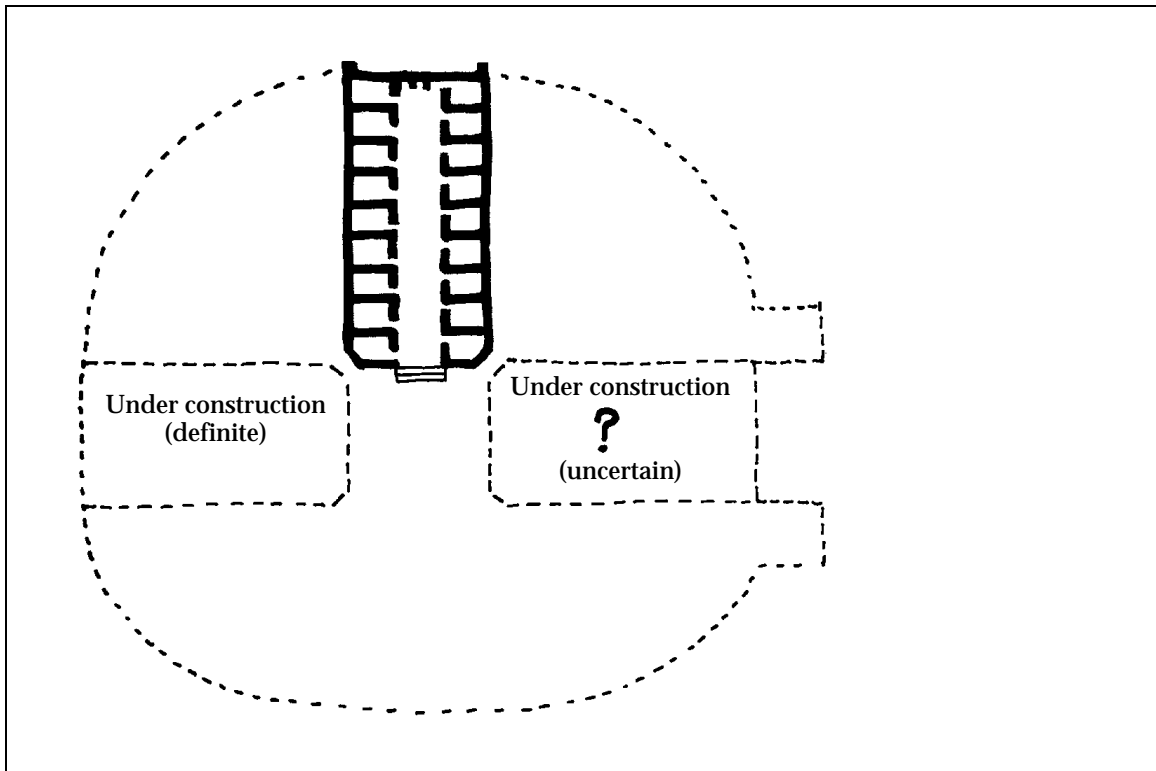 Under construction
(definite)
Under construction
?
(uncertain)